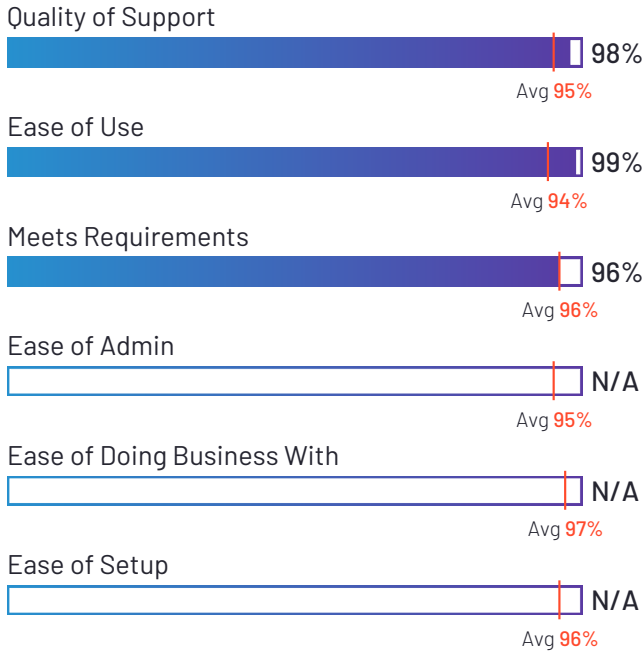 Quality of Support
98%
Avg 95%
Ease of Use
99%
Avg 94%
Meets Requirements
96%
Avg 96%
Ease of Admin
N/A
Avg 95%
Ease of Doing Business With
N/A
Avg 97%
Ease of Setup
N/A
Avg 96%